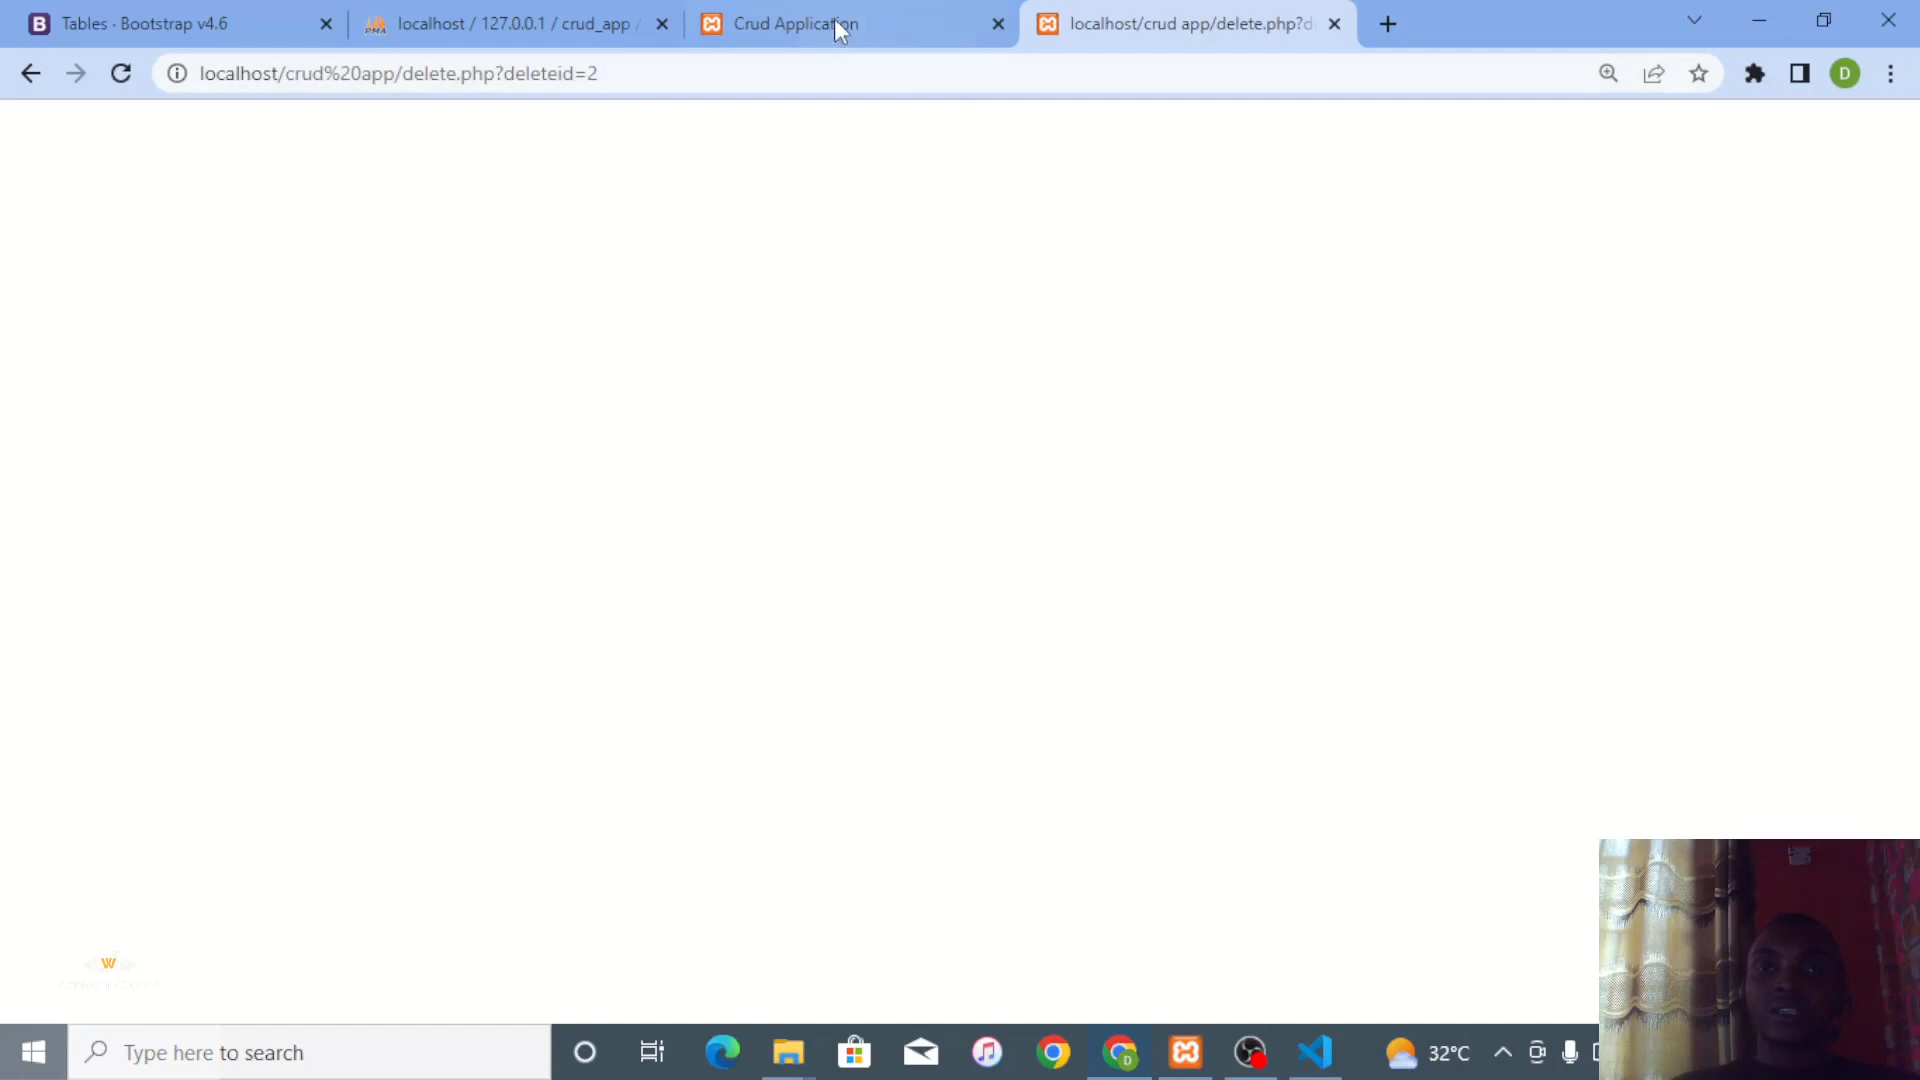 Tables - Bootstrap v4.6
localhost / 127.0.0.1 / crud_app /
Crud Application
localhost/crud app/delete.php?d
localhost/crud%20app/delete.php?deleteid=2
D
W
Type here to search
D
32°C